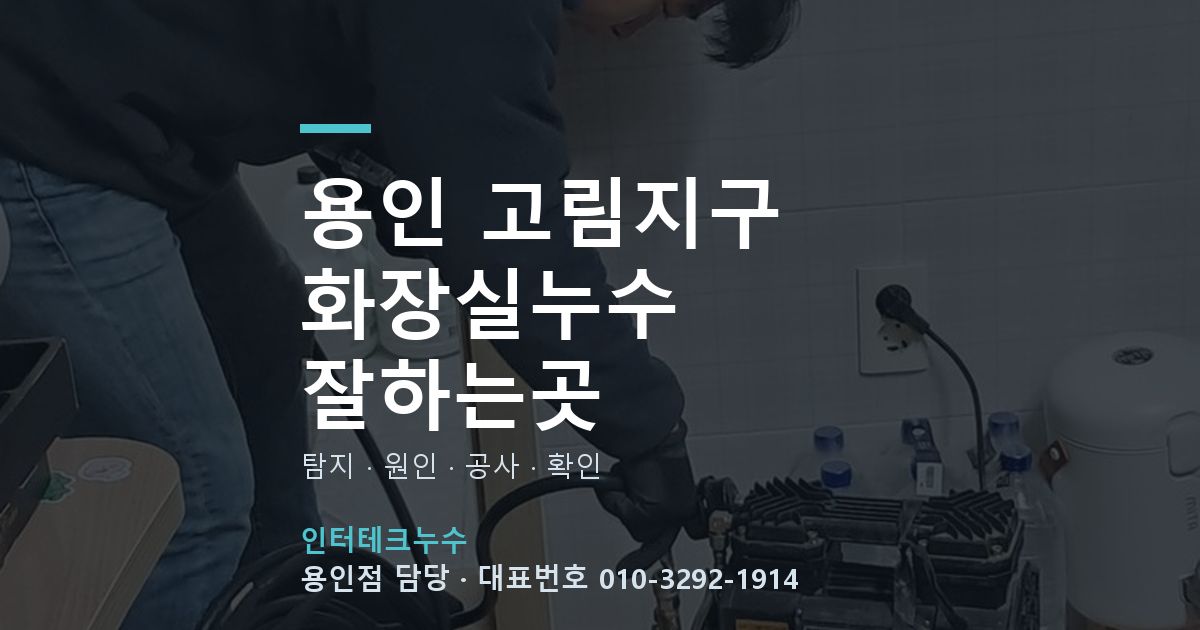 용인 고림지구
화장실누수
잘하는곳
탐지 · 원인 · 공사 · 확인
인터테크누수
용인점 담당 · 대표번호 010-3292-1914